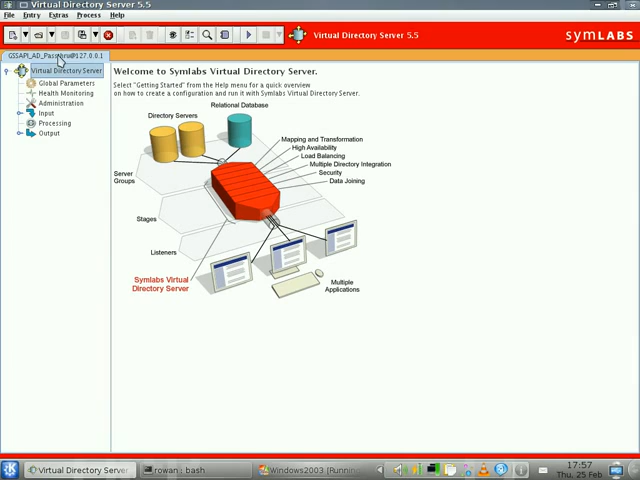 Virtual Directory Server 5.5
File Entry Extras Process Help
Virtual Directory Server 5.5
symLABS
Virtual Directory Server
Global Parameters
Health Monitoring
Administration
Input
Processing
Output
Welcome to Symlabs Virtual Directory Server.
Select "Getting Started" from the Help menu for a quick overview
on how to create a configuration and run it with Symlabs Virtual Directory Server.
Relational Database
Directory Servers
Mapping and Transformation
High Availability
Load Balancing
Multiple Directory Integration
Security
Data Joining
Server
Groups
Stages
Listeners
Symlabs Virtual
Directory Server
Multiple
Applications
Virtual Directory Server
rowan : bash
Windows2003 [Running
17:57
Thu, 25 Feb